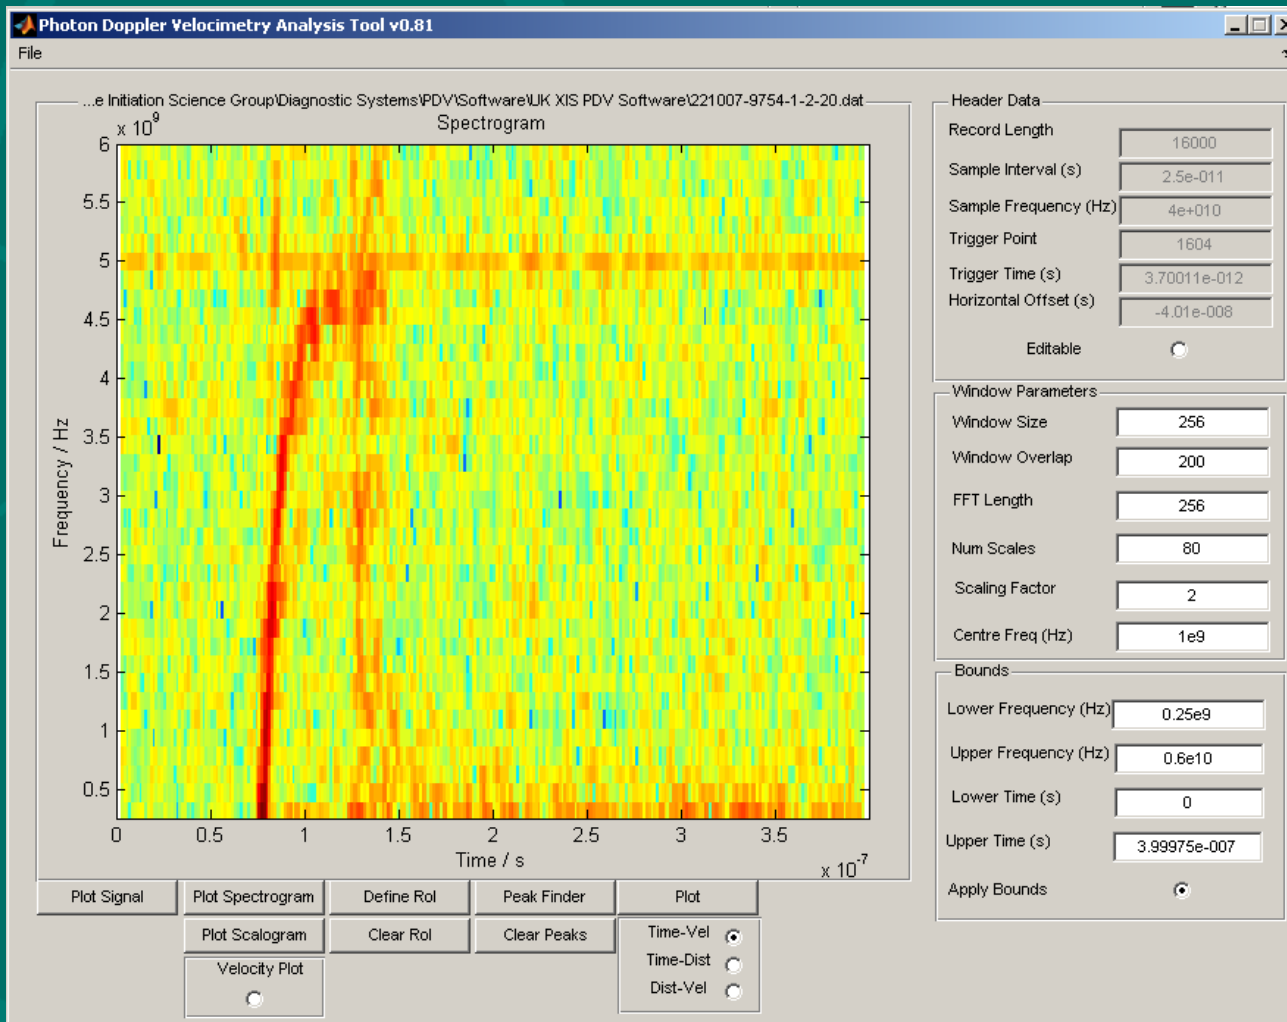 Photon Doppler Velocimetry Analysis Tool v0.81
File
...e Initiation Science Group\Diagnostic Systems\PDV\Software\UK XIS PDV Software\221007-9754-1-2-20.dat
Spectrogram
x 10^9
6
5.5
5
4.5
4
3.5
3
2.5
2
1.5
1
0.5
Frequency / Hz
0 0.5 1 1.5 2 2.5 3 3.5
Time / s
x 10^-7
Header Data
Record Length 16000
Sample Interval (s) 2.5e-011
Sample Frequency (Hz) 4e+010
Trigger Point 1604
Trigger Time (s) 3.70011e-012
Horizontal Offset (s) -4.01e-008
Editable
Window Parameters
Window Size 256
Window Overlap 200
FFT Length 256
Num Scales 80
Scaling Factor 2
Centre Freq (Hz) 1e9
Bounds
Lower Frequency (Hz) 0.25e9
Upper Frequency (Hz) 0.6e10
Lower Time (s) 0
Upper Time (s) 3.99975e-007
Apply Bounds
Plot Signal Plot Spectrogram Define RoI Peak Finder Plot
Plot Scalogram Clear RoI Clear Peaks Time-Vel
Velocity Plot Time-Dist
Dist-Vel